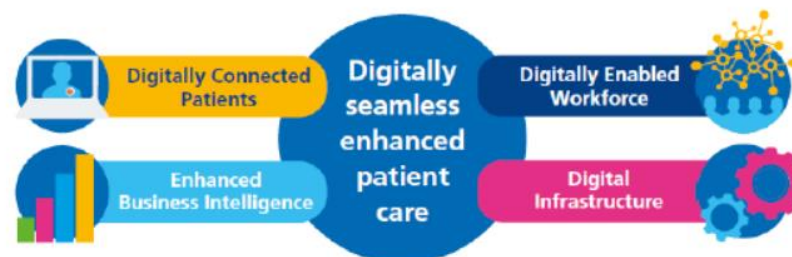 Digitally Connected
Patients
Enhanced
Business Intelligence
Digitally
seamless
enhanced
patient
care
Digitally Enabled
Workforce
Digital
Infrastructure